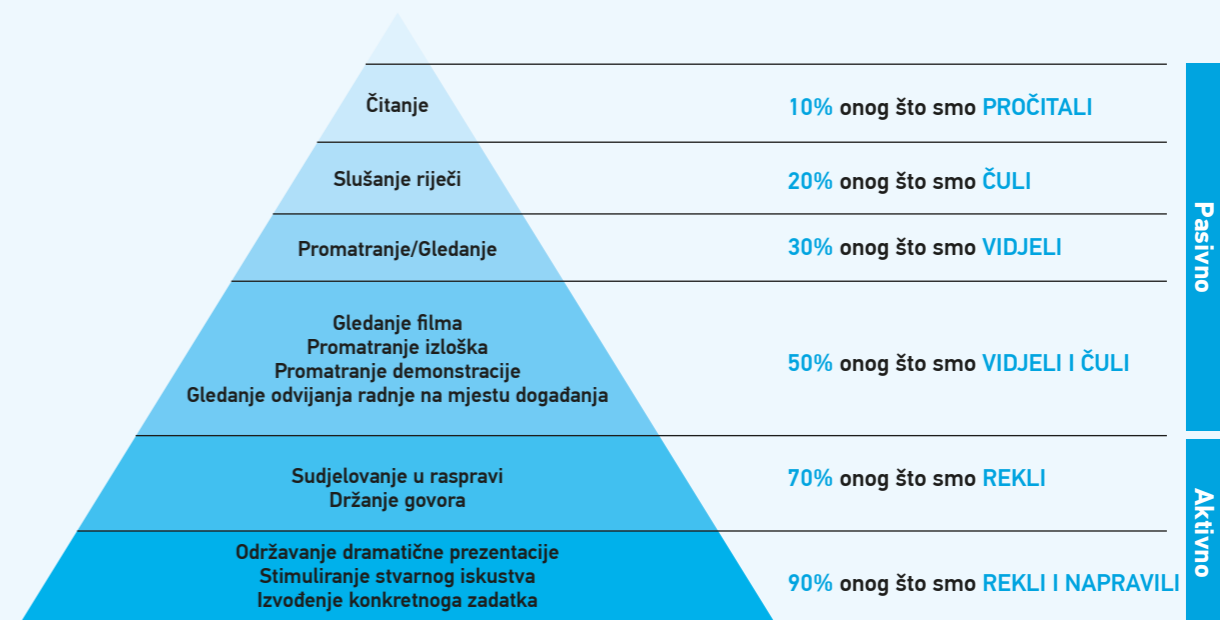 Čitanje
10% onog što smo PROČITALI
Slušanje riječi
20% onog što smo ČULI
Promatranje/Gledanje
30% onog što smo VIDJELI
Gledanje filma
Promatranje izloška
Promatranje demonstracije
Gledanje odvijanja radnje na mjestu događanja
50% onog što smo VIDJELI I ČULI
Pasivno
Sudjelovanje u raspravi
Držanje govora
70% onog što smo REKLI
Održavanje dramatične prezentacije
Stimuliranje stvarnog iskustva
Izvođenje konkretnoga zadatka
90% onog što smo REKLI I NAPRAVILI
Aktivno